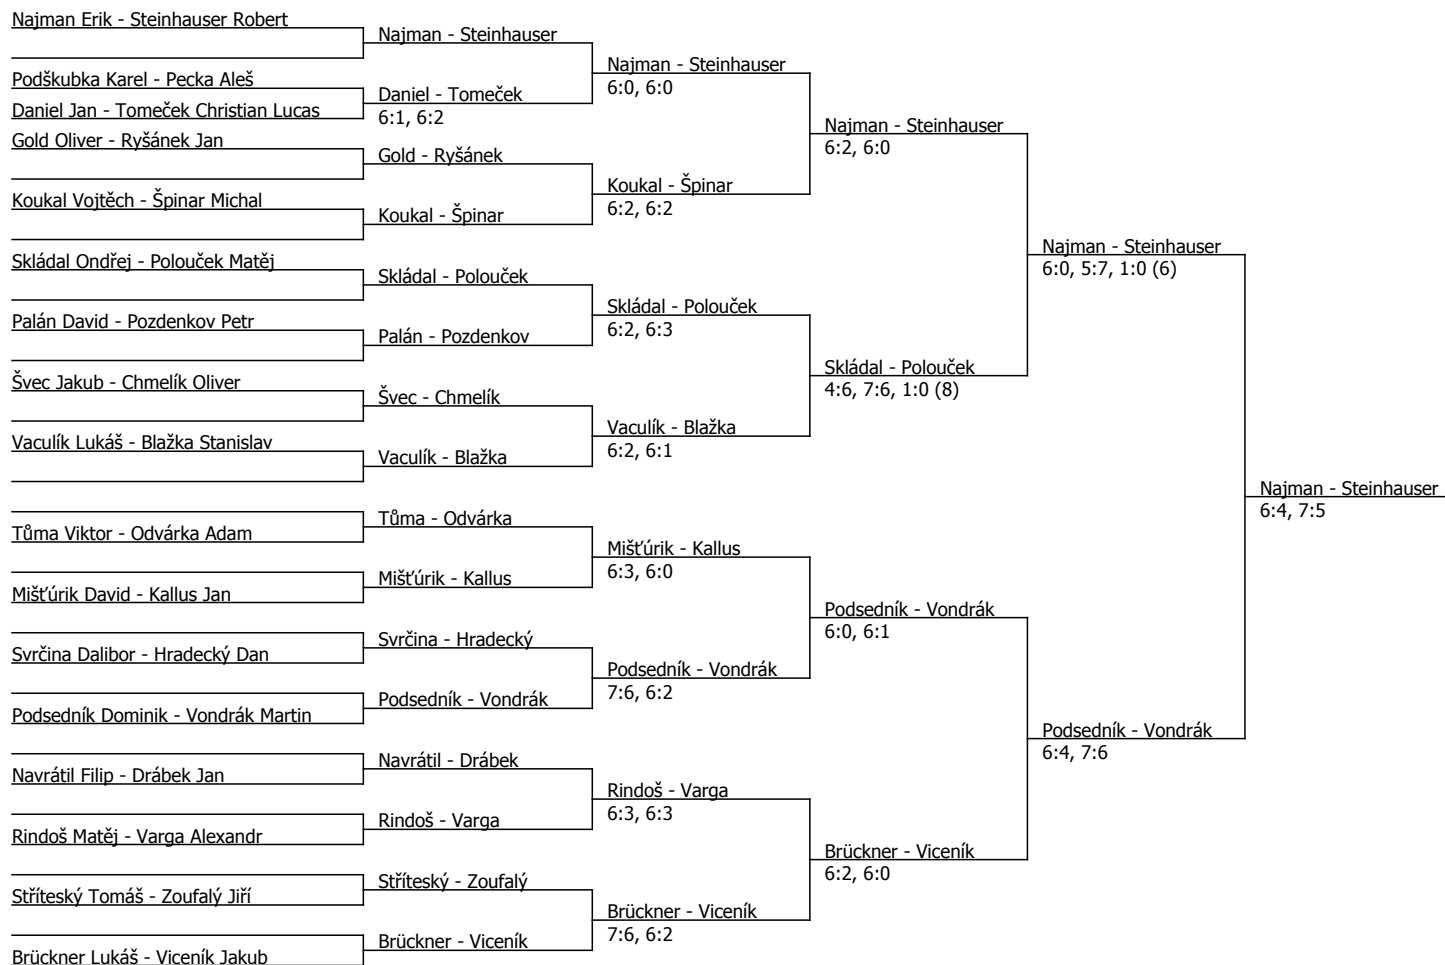 Najman Erik - Steinhauser Robert
Podškubka Karel - Pecka Aleš
Daniel Jan - Tomeček Christian Lucas
Gold Oliver - Ryšánek Jan
Koukal Vojtěch - Špinar Michal
Skládal Ondřej - Polouček Matěj
Palán David - Pozdenkov Petr
Švec Jakub - Chmelík Oliver
Vaculík Lukáš - Blažka Stanislav
Tůma Viktor - Odvárka Adam
Mišťúrik David - Kallus Jan
Svrčina Dalibor - Hradecký Dan
Podsedník Dominik - Vondrák Martin
Navrátil Filip - Drábek Jan
Rindoš Matěj - Varga Alexandr
Stříteský Tomáš - Zoufalý Jiří
Brückner Lukáš - Viceník Jakub
Najman - Steinhauser
Daniel - Tomeček
6:1, 6:2
Gold - Ryšánek
Koukal - Špinar
Skládal - Polouček
Palán - Pozdenkov
Švec - Chmelík
Vaculík - Blažka
Tůma - Odvárka
Mišťúrik - Kallus
Svrčina - Hradecký
Podsedník - Vondrák
Navrátil - Drábek
Rindoš - Varga
Stříteský - Zoufalý
Brückner - Viceník
Najman - Steinhauser
6:0, 6:0
Koukal - Špinar
6:2, 6:2
Skládal - Polouček
6:2, 6:3
Vaculík - Blažka
6:2, 6:1
Mišťúrik - Kallus
6:3, 6:0
Podsedník - Vondrák
7:6, 6:2
Rindoš - Varga
6:3, 6:3
Brückner - Viceník
7:6, 6:2
Najman - Steinhauser
6:2, 6:0
Skládal - Polouček
4:6, 7:6, 1:0 (8)
Podsedník - Vondrák
6:0, 6:1
Brückner - Viceník
6:2, 6:0
Najman - Steinhauser
6:0, 5:7, 1:0 (6)
Podsedník - Vondrák
6:4, 7:6
Najman - Steinhauser
6:4, 7:5